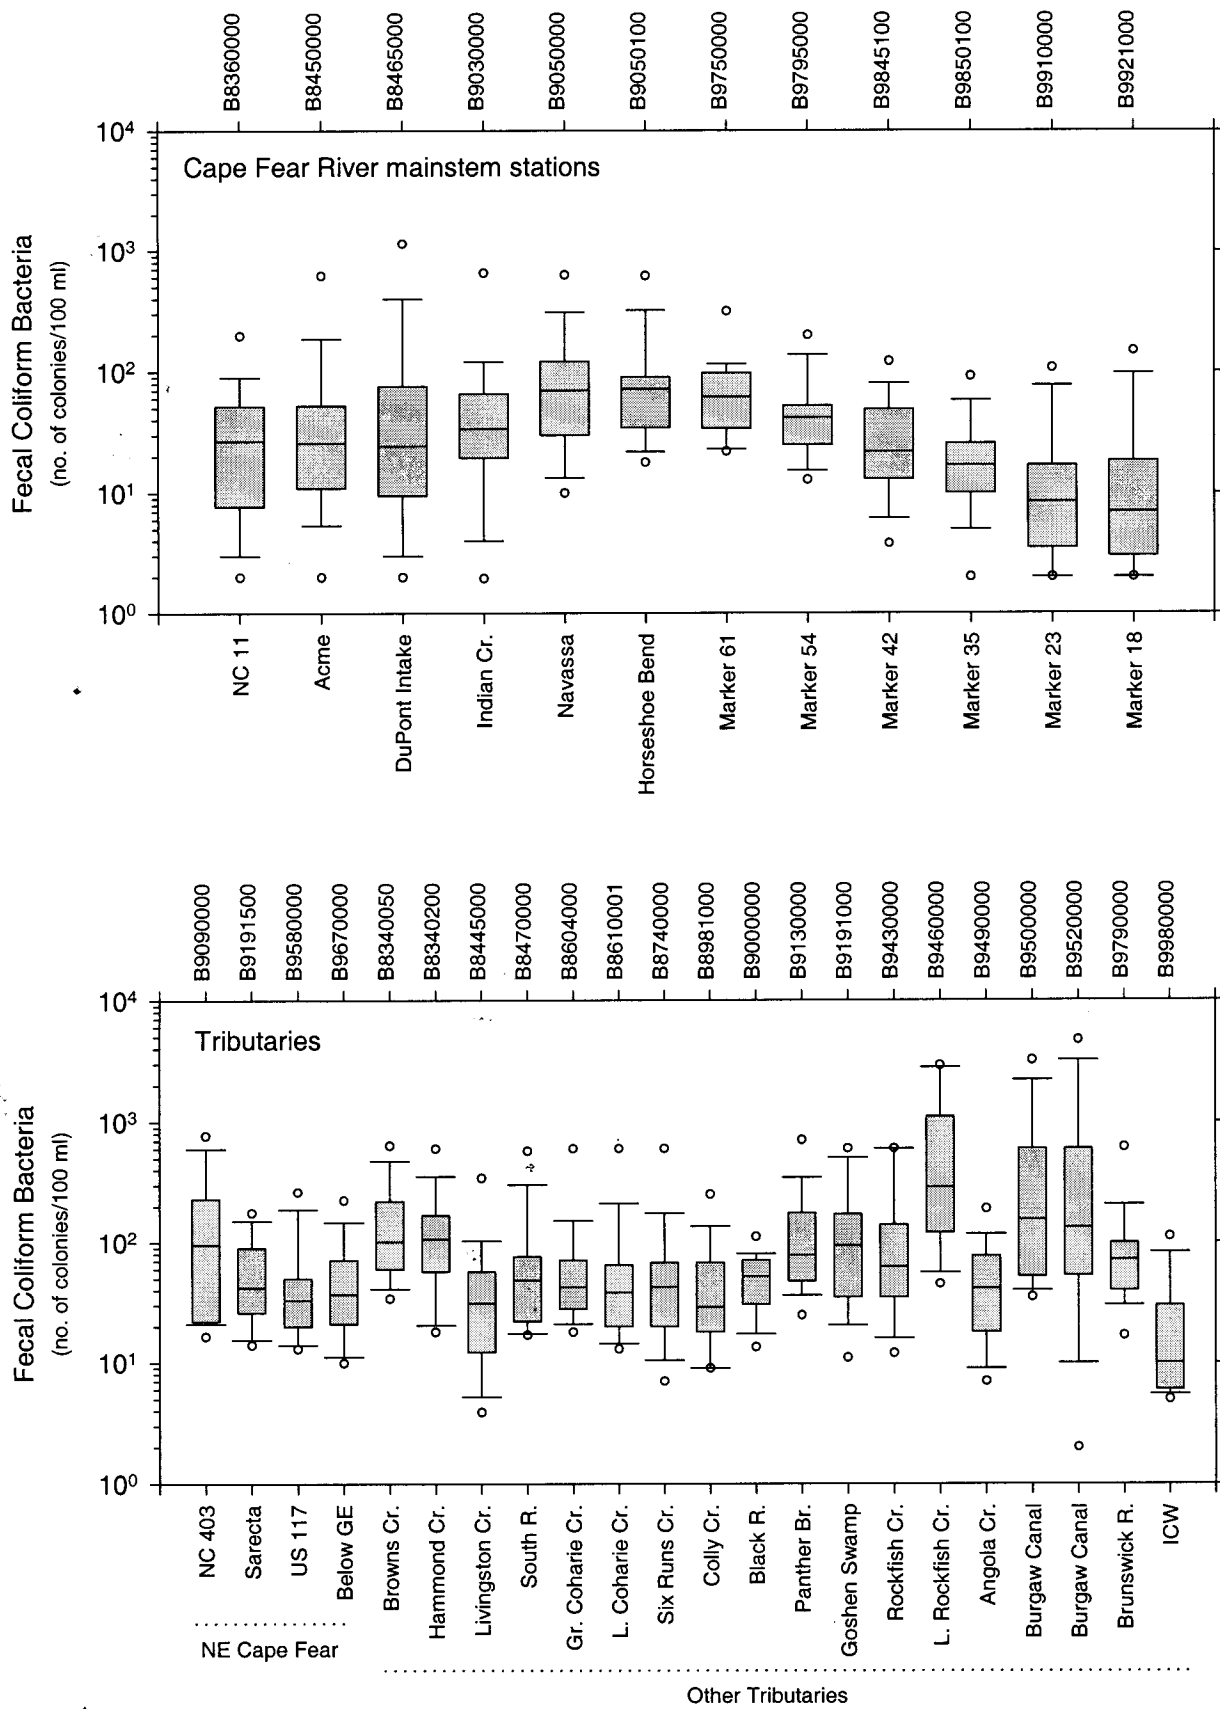 B8360000
B8450000
B8465000
B9030000
B9050000
B9050100
B9750000
B9795000
B9845100
B9850100
B9910000
B9921000
Cape Fear River mainstem stations
Fecal Coliform Bacteria
(no. of colonies/100 ml)
10⁴
10³
10²
10¹
10⁰
NC 11
Acme
DuPont Intake
Indian Cr.
Navassa
Horseshoe Bend
Marker 61
Marker 54
Marker 42
Marker 35
Marker 23
Marker 18
B9090000
B9191500
B9580000
B9670000
B8340050
B8340200
B8445000
B8470000
B8604000
B8610001
B8740000
B8981000
B9000000
B9130000
B9191000
B9430000
B9460000
B9490000
B9500000
B9520000
B9790000
B9980000
Tributaries
Fecal Coliform Bacteria
(no. of colonies/100 ml)
10⁴
10³
10²
10¹
10⁰
NC 403
Sarecta
US 117
Below GE
Browns Cr.
Hammond Cr.
Livingston Cr.
South R.
Gr. Coharie Cr.
L. Coharie Cr.
Six Runs Cr.
Colly Cr.
Black R.
Panther Br.
Goshen Swamp
Rockfish Cr.
L. Rockfish Cr.
Angola Cr.
Burgaw Canal
Burgaw Canal
Brunswick R.
ICW
NE Cape Fear
Other Tributaries